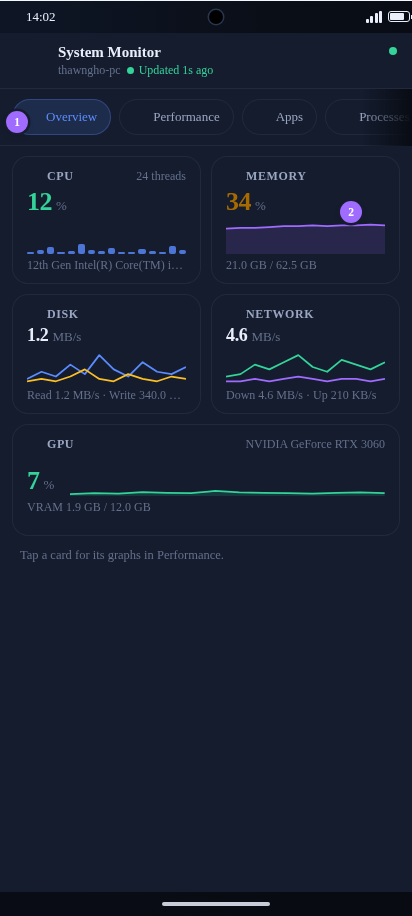 14:02
System Monitor
thawngho-pc Updated 1s ago
1 Overview Performance Apps Processes
CPU 24 threads
12 %
12th Gen Intel(R) Core(TM) i…
MEMORY
34 % 2
21.0 GB / 62.5 GB
DISK
1.2 MB/s
Read 1.2 MB/s · Write 340.0 …
NETWORK
4.6 MB/s
Down 4.6 MB/s · Up 210 KB/s
GPU NVIDIA GeForce RTX 3060
7 %
VRAM 1.9 GB / 12.0 GB
Tap a card for its graphs in Performance.